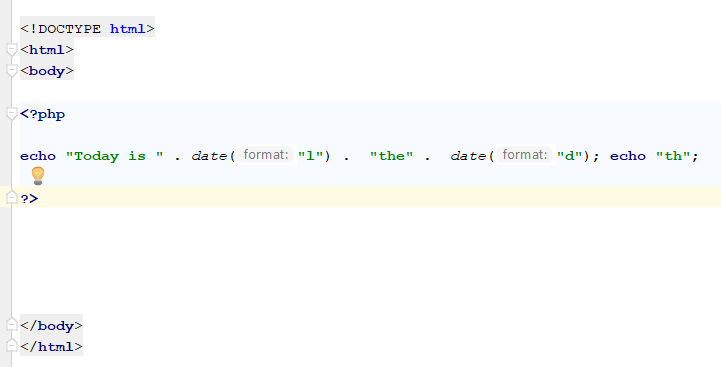 <!DOCTYPE html>
<html>
<body>
<?php
echo "Today is " . date( format: "l") .  "the" .  date( format: "d"); echo "th";
?>
</body>
</html>